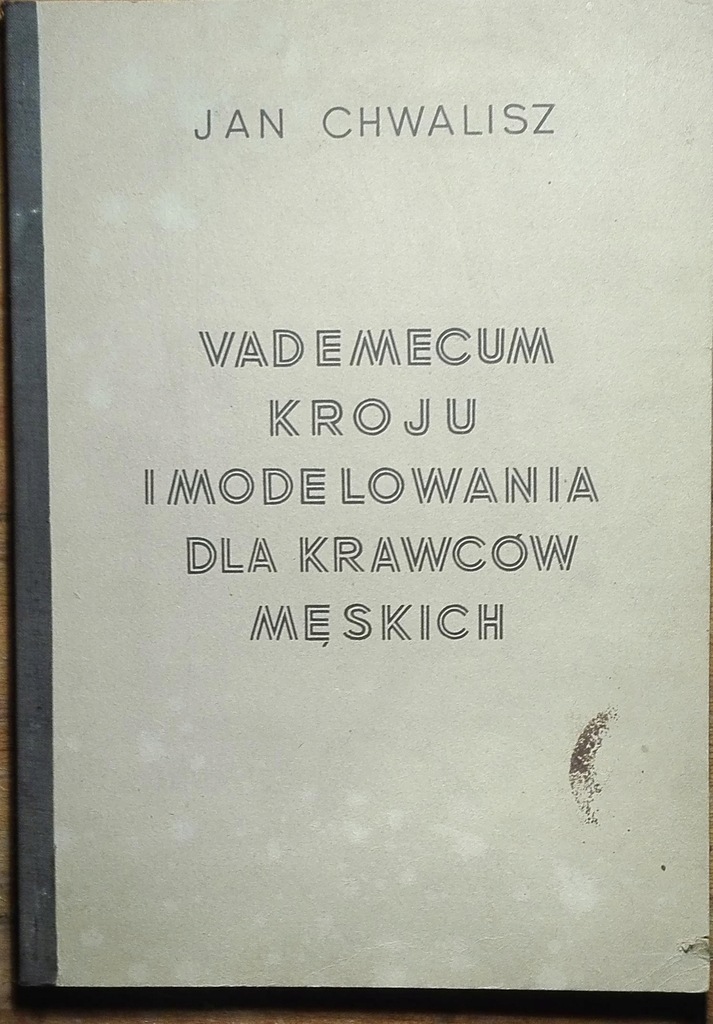 JAN CHWALISZ
VADEMECUM
KROJU
I MODELOWANIA
DLA KRAWCÓW
MĘSKICH